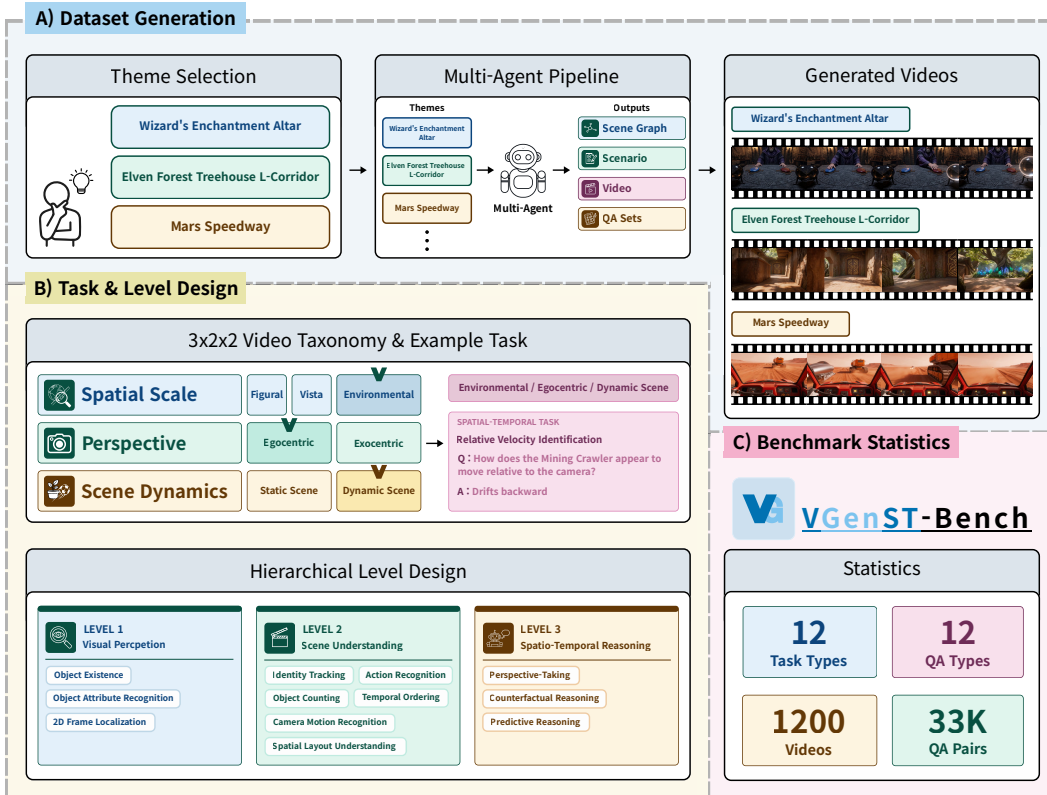 A) Dataset Generation
Theme Selection
Wizard's Enchantment Altar
Elven Forest Treehouse L-Corridor
Mars Speedway
Multi-Agent Pipeline
Themes
Wizard's Enchantment
Altar
Elven Forest Treehouse
L-Corridor
Mars Speedway
Multi-Agent
Outputs
Scene Graph
Scenario
Video
QA Sets
Generated Videos
Wizard's Enchantment Altar
Elven Forest Treehouse L-Corridor
Mars Speedway
B) Task & Level Design
3x2x2 Video Taxonomy & Example Task
Spatial Scale
Figural
Vista
Environmental
Perspective
Egocentric
Exocentric
Scene Dynamics
Static Scene
Dynamic Scene
Environmental / Egocentric / Dynamic Scene
SPATIAL-TEMPORAL TASK
Relative Velocity Identification
Q : How does the Mining Crawler appear to
move relative to the camera?
A : Drifts backward
Hierarchical Level Design
LEVEL 1
Visual Percpetion
Object Existence
Object Attribute Recognition
2D Frame Localization
LEVEL 2
Scene Understanding
Identity Tracking
Action Recognition
Object Counting
Temporal Ordering
Camera Motion Recognition
Spatial Layout Understanding
LEVEL 3
Spatio-Temporal Reasoning
Perspective-Taking
Counterfactual Reasoning
Predictive Reasoning
C) Benchmark Statistics
VG
VGenST-Bench
Statistics
12
Task Types
12
QA Types
1200
Videos
33K
QA Pairs